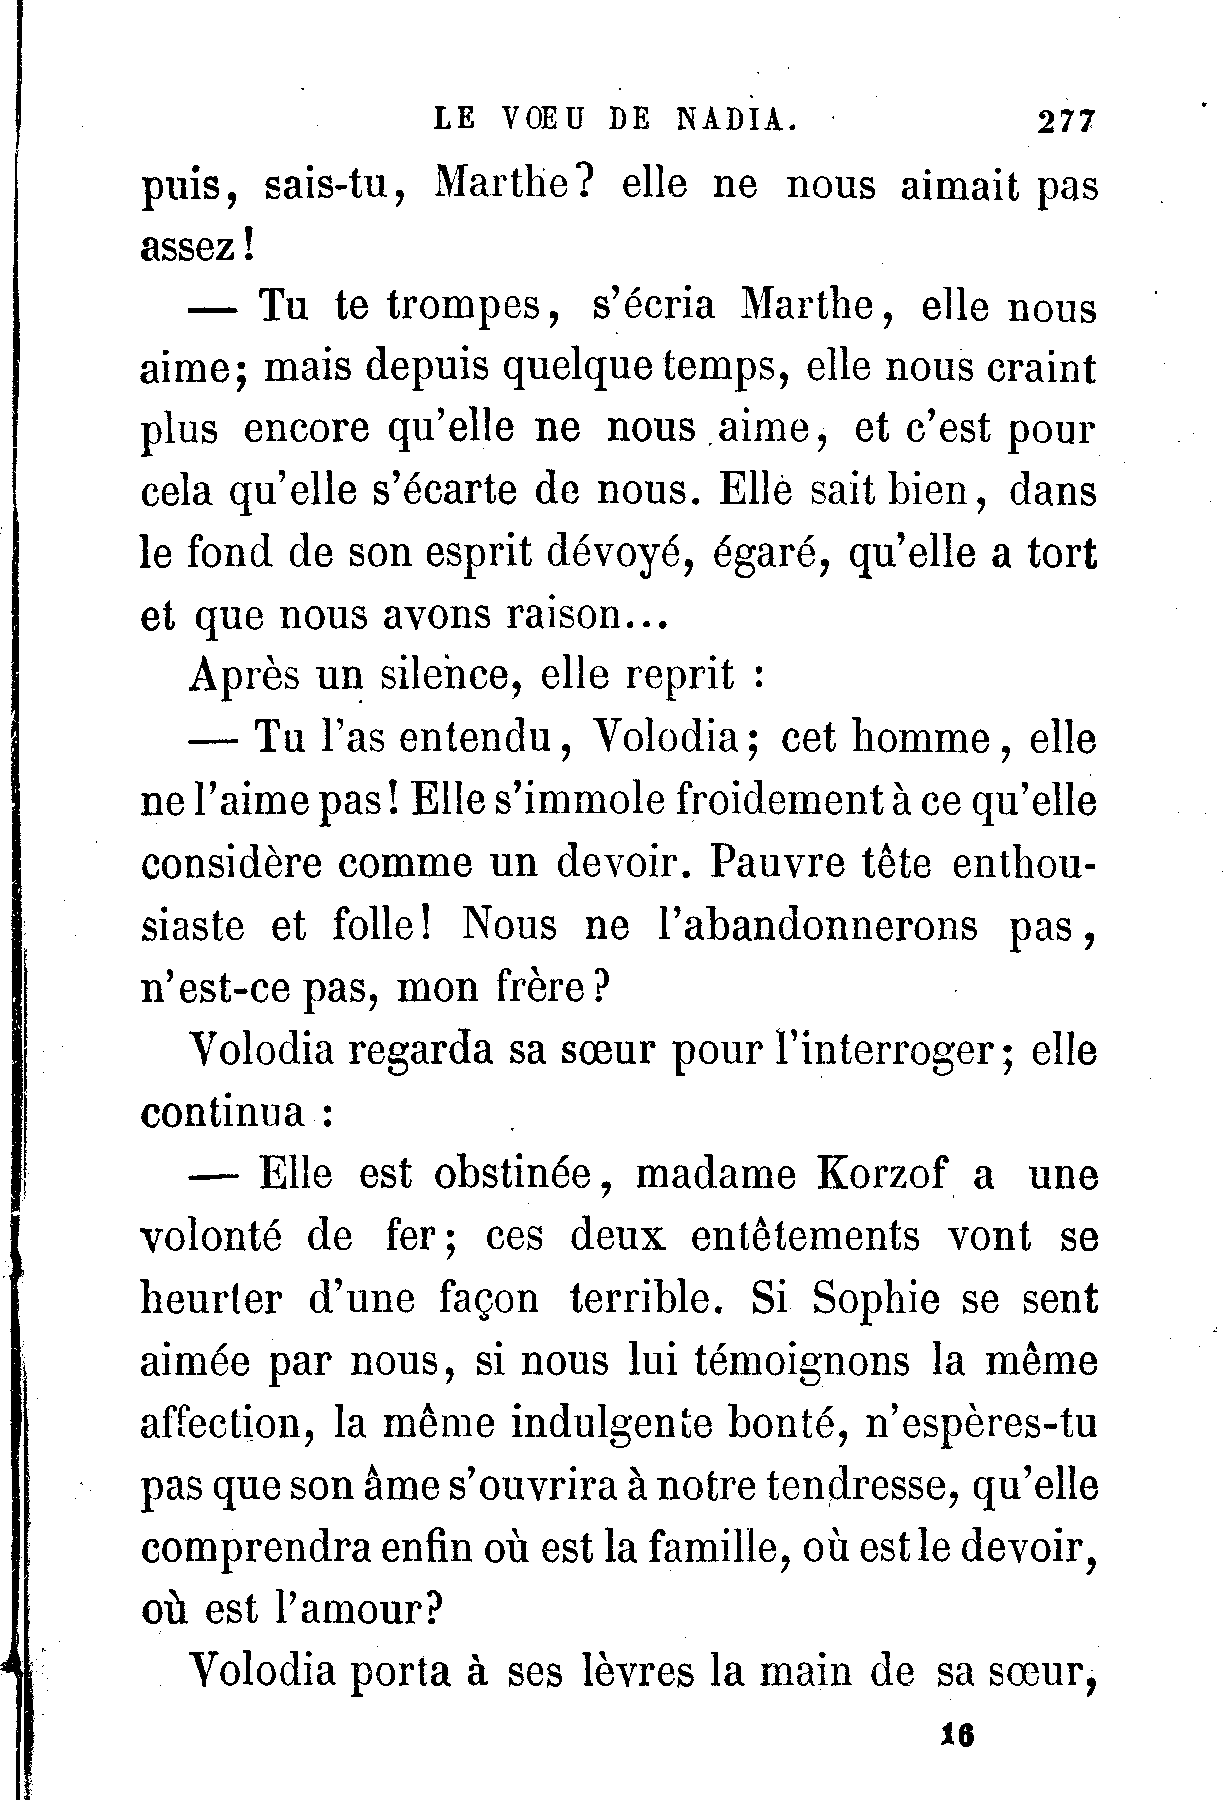 LE VŒU DE NADIA. 277
puis, sais-tu, Marthe? elle ne nous aimait pas
assez!
— Tu te trompes, s'écria Marthe, elle nous
aime; mais depuis quelque temps, elle nous craint
plus encore qu'elle ne nous aime, et c'est pour
cela qu'elle s'écarte de nous. Elle sait bien, dans
le fond de son esprit dévoyé, égaré, qu'elle a tort
et que nous avons raison...
Après un silence, elle reprit :
— Tu l'as entendu, Volodia; cet homme, elle
ne l'aime pas! Elle s'immole froidement à ce qu'elle
considère comme un devoir. Pauvre tête enthou-
siaste et folle! Nous ne l'abandonnerons pas,
n'est-ce pas, mon frère?
Volodia regarda sa sœur pour l'interroger; elle
continua :
— Elle est obstinée, madame Korzof a une
volonté de fer; ces deux entêtements vont se
heurter d'une façon terrible. Si Sophie se sent
aimée par nous, si nous lui témoignons la même
affection, la même indulgente bonté, n'espères-tu
pas que son âme s'ouvrira à notre tendresse, qu'elle
comprendra enfin où est la famille, où est le devoir,
où est l'amour?
Volodia porta à ses lèvres la main de sa sœur,
16